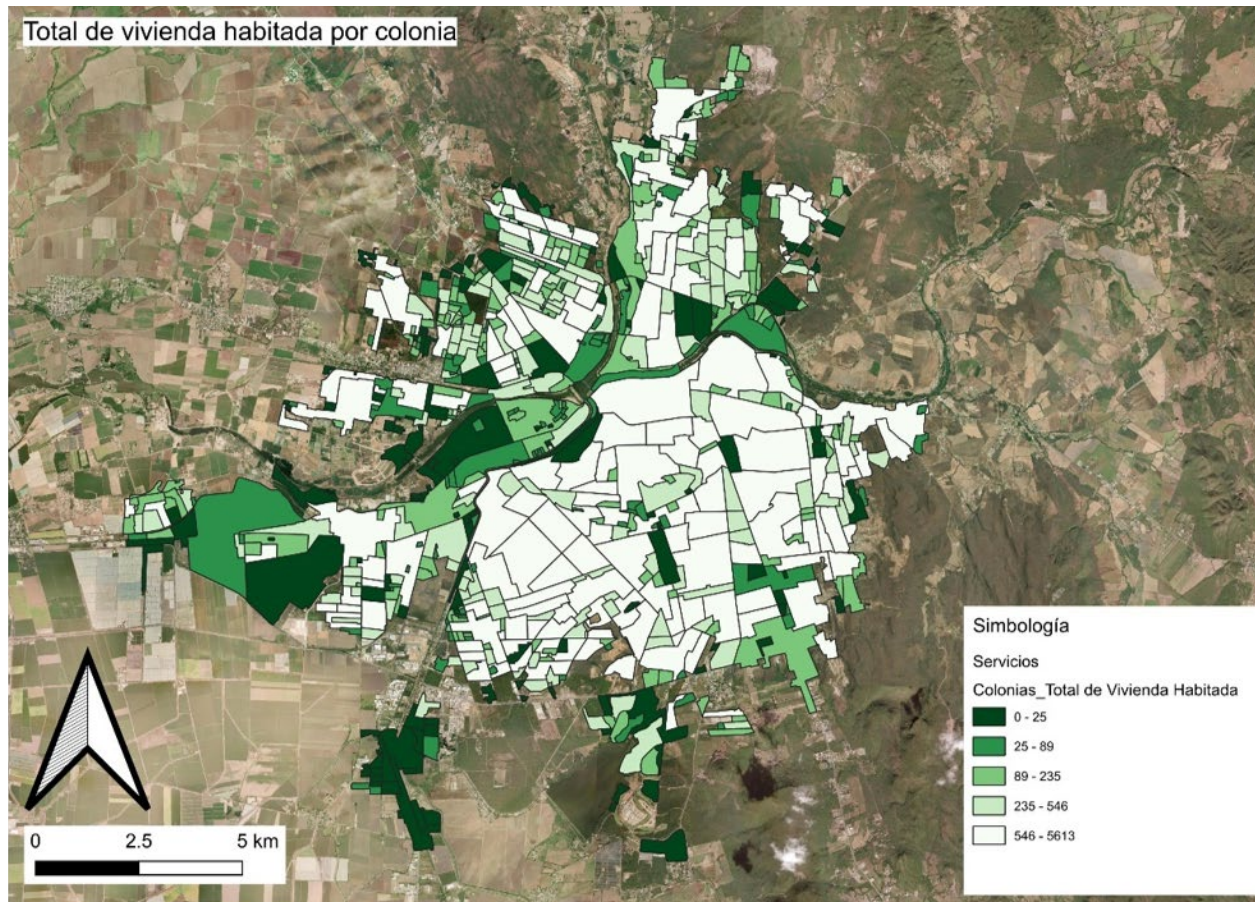 Total de vivienda habitada por colonia
Simbología
Servicios
Colonias_Total de Vivienda Habitada
0 - 25
25 - 89
89 - 235
235 - 546
546 - 5613
0 2.5 5 km